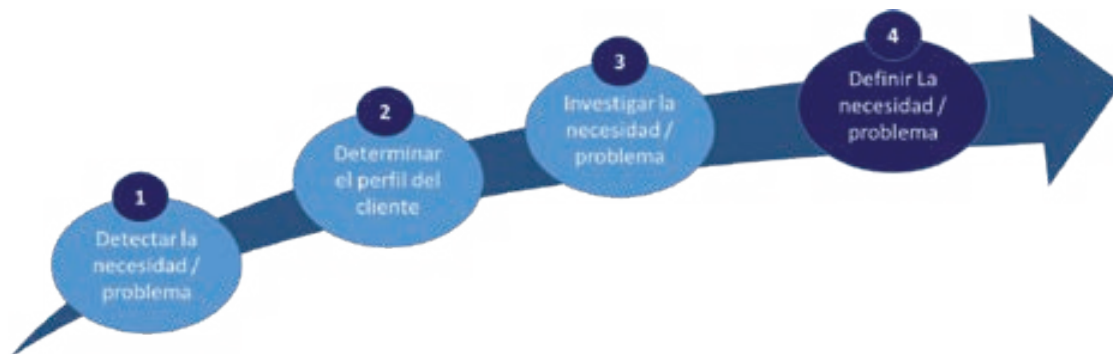 1
Detectar la
necesidad /
problema
2
Determinar
el perfil del
cliente
3
Investigar la
necesidad /
problema
4
Definir La
necesidad /
problema